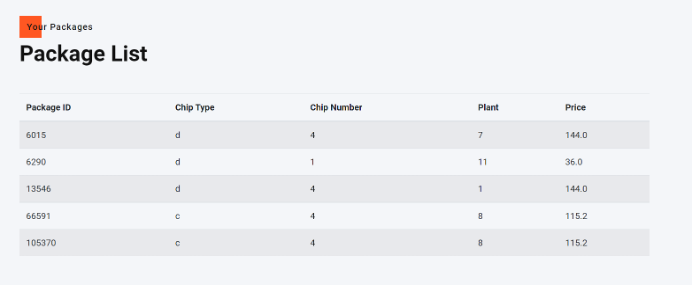 Your Packages
Package List
Package ID Chip Type Chip Number Plant Price
6015 d 4 7 144.0
6290 d 1 11 36.0
13546 d 4 1 144.0
66591 c 4 8 115.2
105370 c 4 8 115.2